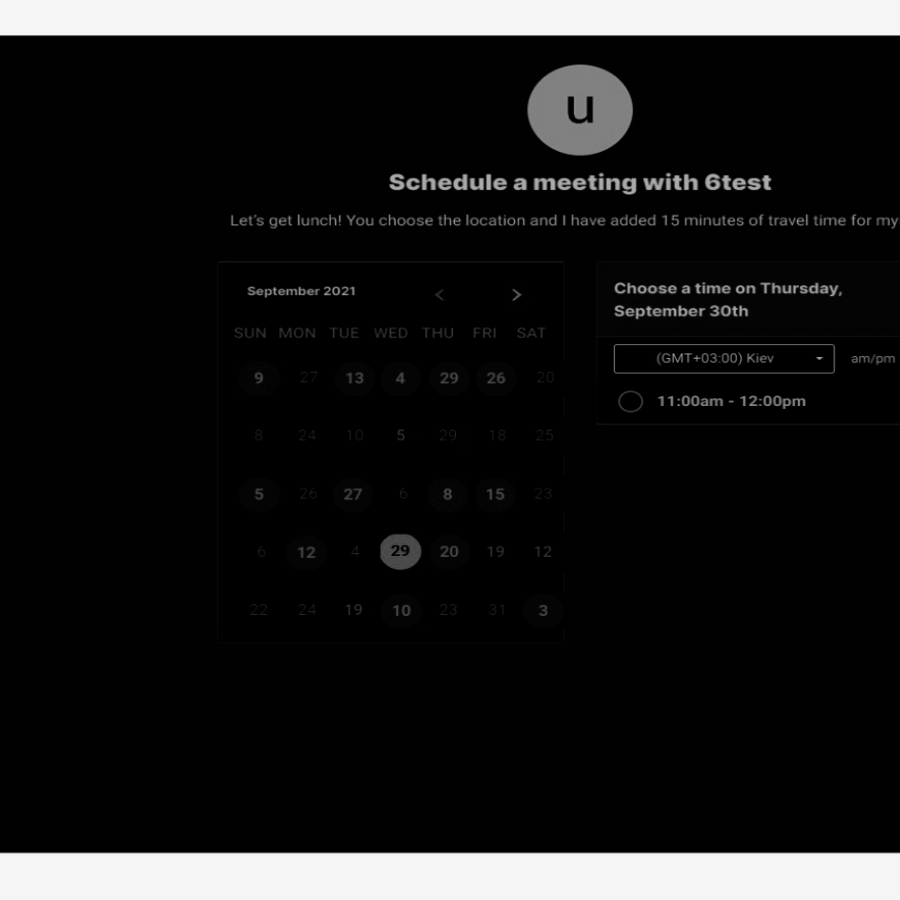 u
Schedule a meeting with 6test
Let's get lunch! You choose the location and I have added 15 minutes of travel time for my
September 2021 < >
SUN MON TUE WED THU FRI SAT
9 27 13 4 29 26 20
8 24 10 5 29 18 25
5 26 27 6 8 15 23
6 12 4 29 20 19 12
22 24 19 10 23 31 3
Choose a time on Thursday,
September 30th
(GMT+03:00) Kiev am/pm
11:00am - 12:00pm